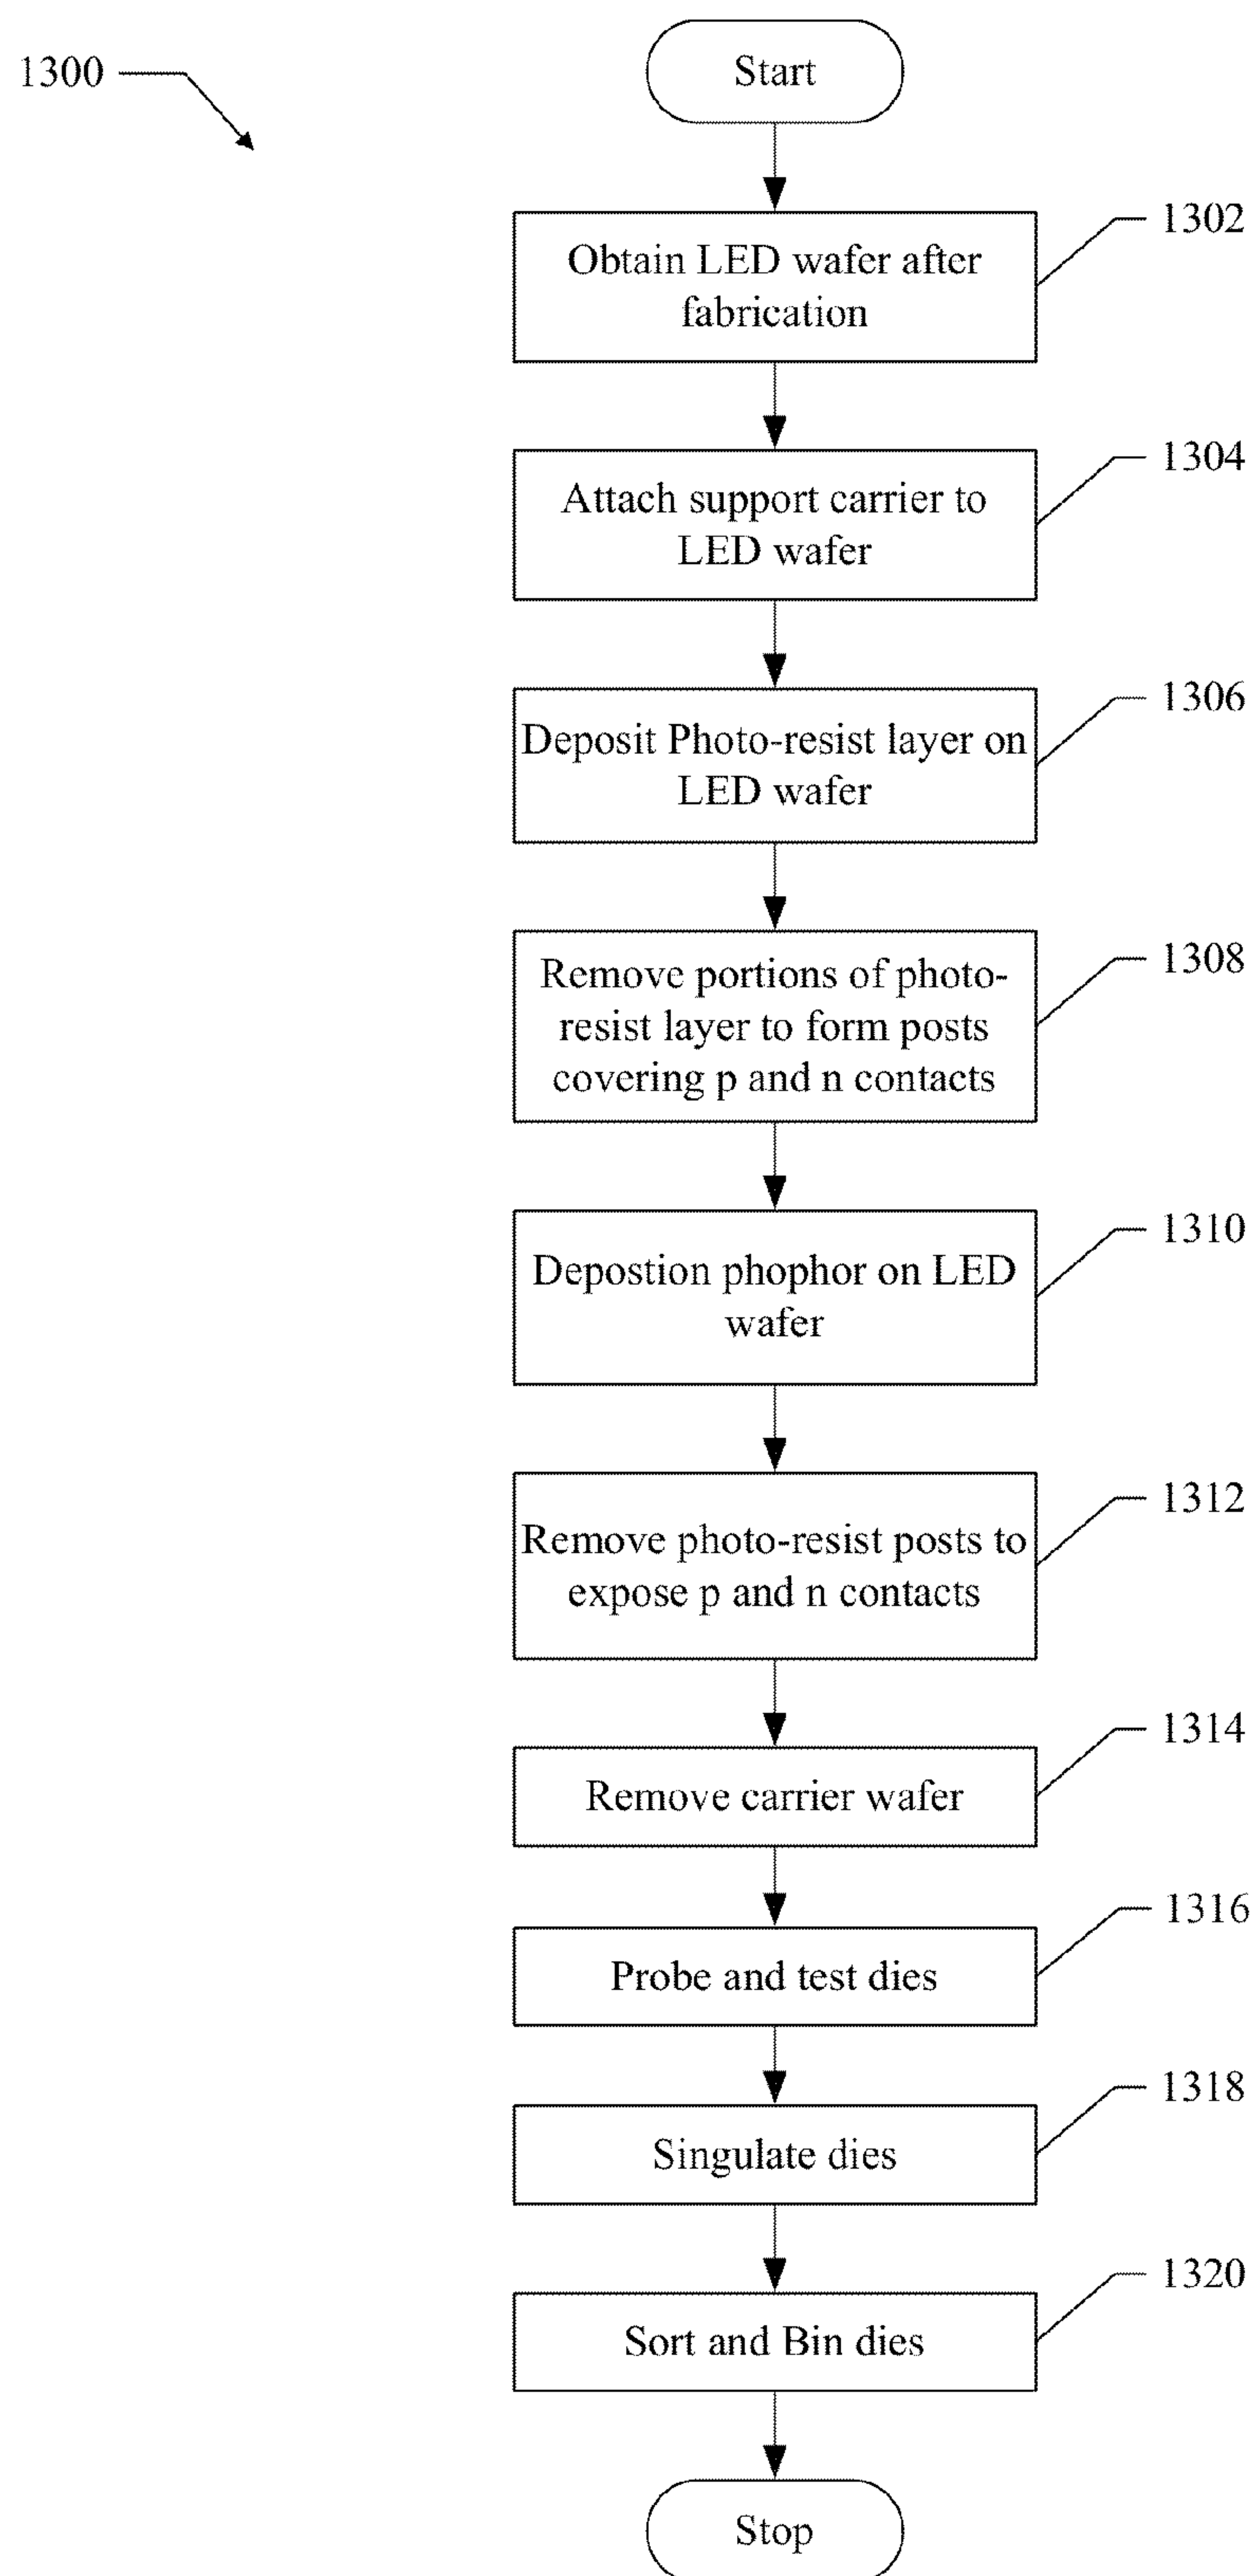 1300
Start
1302
Obtain LED wafer after
fabrication
1304
Attach support carrier to
LED wafer
1306
Deposit Photo-resist layer on
LED wafer
1308
Remove portions of photo-
resist layer to form posts
covering p and n contacts
1310
Depostion phophor on LED
wafer
1312
Remove photo-resist posts to
expose p and n contacts
1314
Remove carrier wafer
1316
Probe and test dies
1318
Singulate dies
1320
Sort and Bin dies
Stop